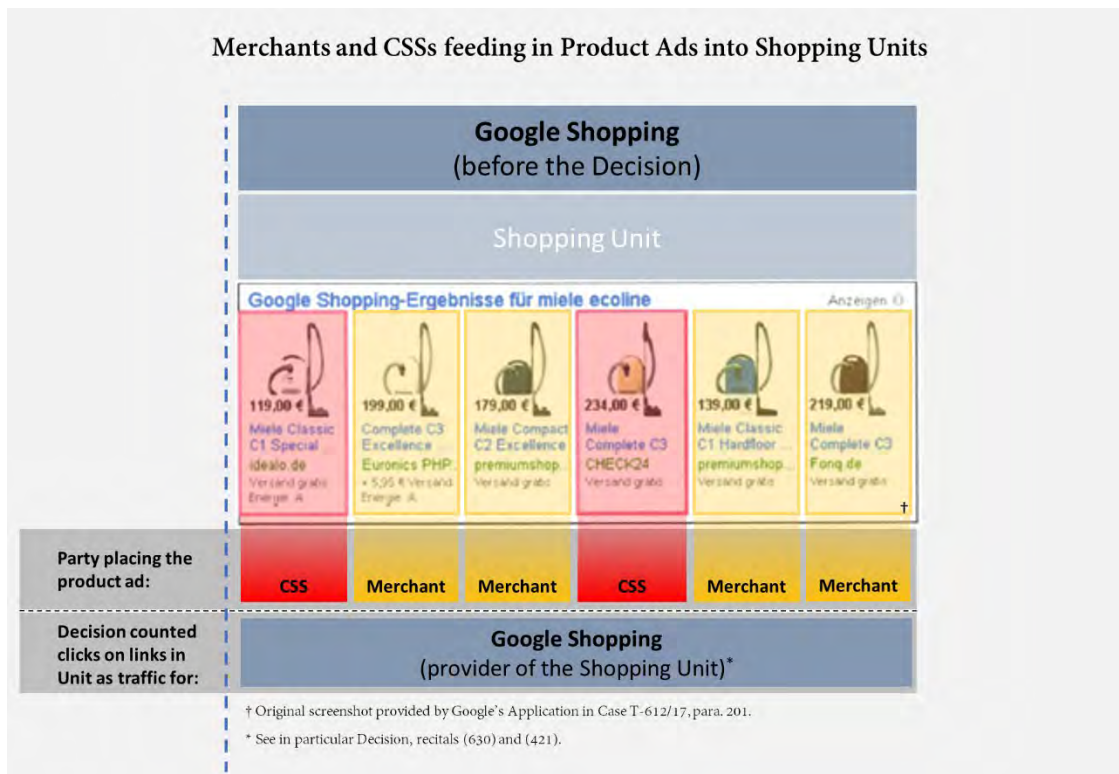 Merchants and CSSs feeding in Product Ads into Shopping Units
Google Shopping
(before the Decision)
Shopping Unit
Google Shopping-Ergebnisse für miele ecoline
Anzeigen
119,00 €
Miele Classic
C1 Special ...
idealo.de
Versand gratis
Energie: A
199,00 €
Complete C3
Excellence ...
Euronics PHP...
+ 5,95 € Versand
Energie: A
179,00 €
Miele Compact
C2 Excellence
premiumshop...
Versand gratis
234,00 €
Miele
Complete C3
CHECK24
Versand gratis
139,00 €
Miele Classic
C1 Hardfloor ...
premiumshop...
Versand gratis
219,00 €
Miele
Complete C3
Fonq.de
Versand gratis
†
Party placing the
product ad:
CSS
Merchant
Merchant
CSS
Merchant
Merchant
Decision counted
clicks on links in
Unit as traffic for:
Google Shopping
(provider of the Shopping Unit)*
† Original screenshot provided by Google's Application in Case T-612/17, para. 201.
* See in particular Decision, recitals (630) and (421).